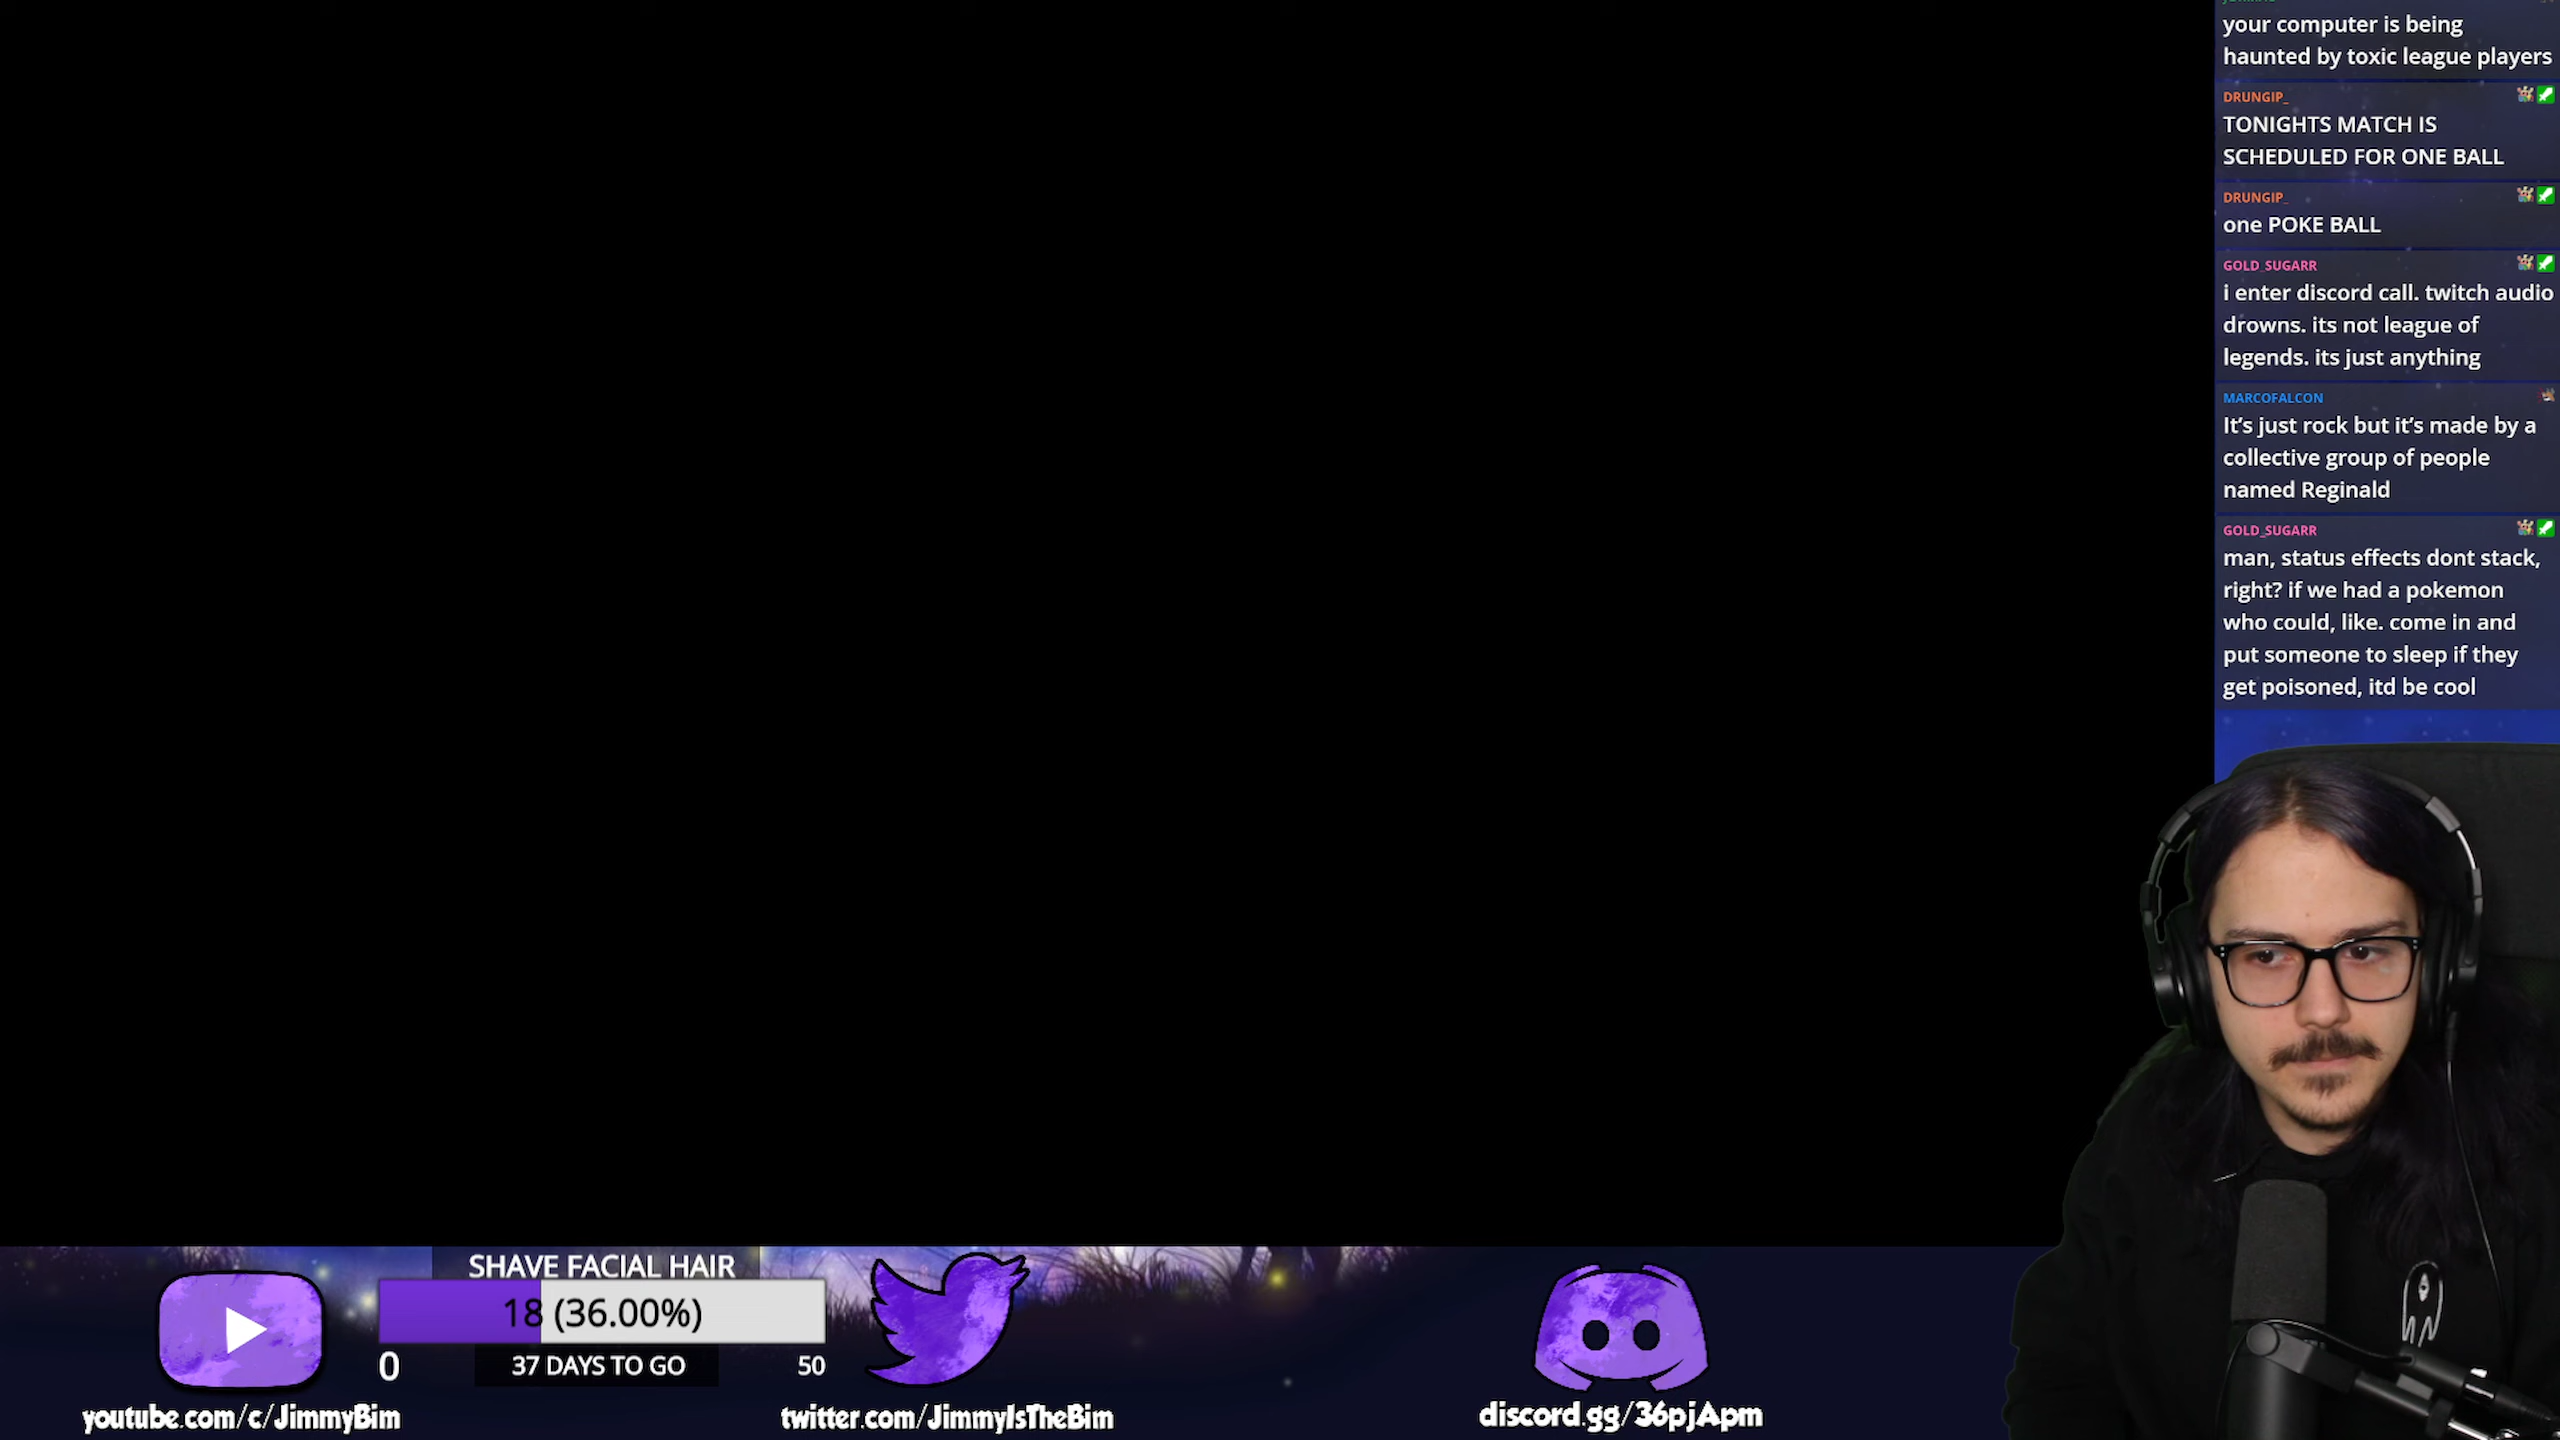 your computer is being
haunted by toxic league players
DRUNGIP_
TONIGHTS MATCH IS
SCHEDULED FOR ONE BALL
DRUNGIP_
one POKE BALL
GOLD_SUGARR
i enter discord call. twitch audio
drowns. its not league of
legends. its just anything
MARCOFALCON
It’s just rock but it’s made by a
collective group of people
named Reginald
GOLD_SUGARR
man, status effects dont stack,
right? if we had a pokemon
who could, like. come in and
put someone to sleep if they
get poisoned, itd be cool
SHAVE FACIAL HAIR
18 (36.00%)
0
37 DAYS TO GO
50
youtube.com/c/JimmyBim
twitter.com/JimmyIsTheBim
discord.gg/36pjApm